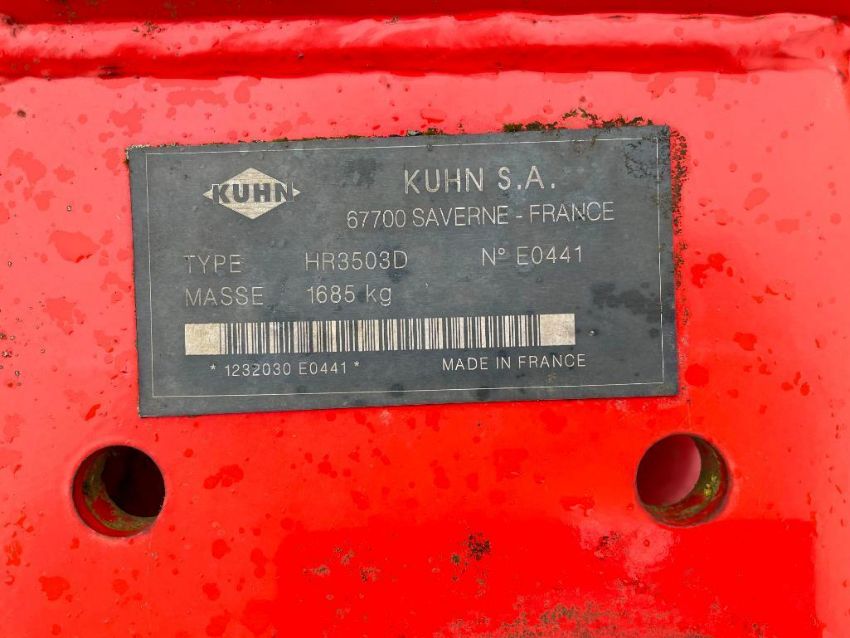 KUHN
KUHN S.A.
67700 SAVERNE - FRANCE
TYPE HR3503D N° E0441
MASSE 1685 kg
* 1232030 E0441 * MADE IN FRANCE